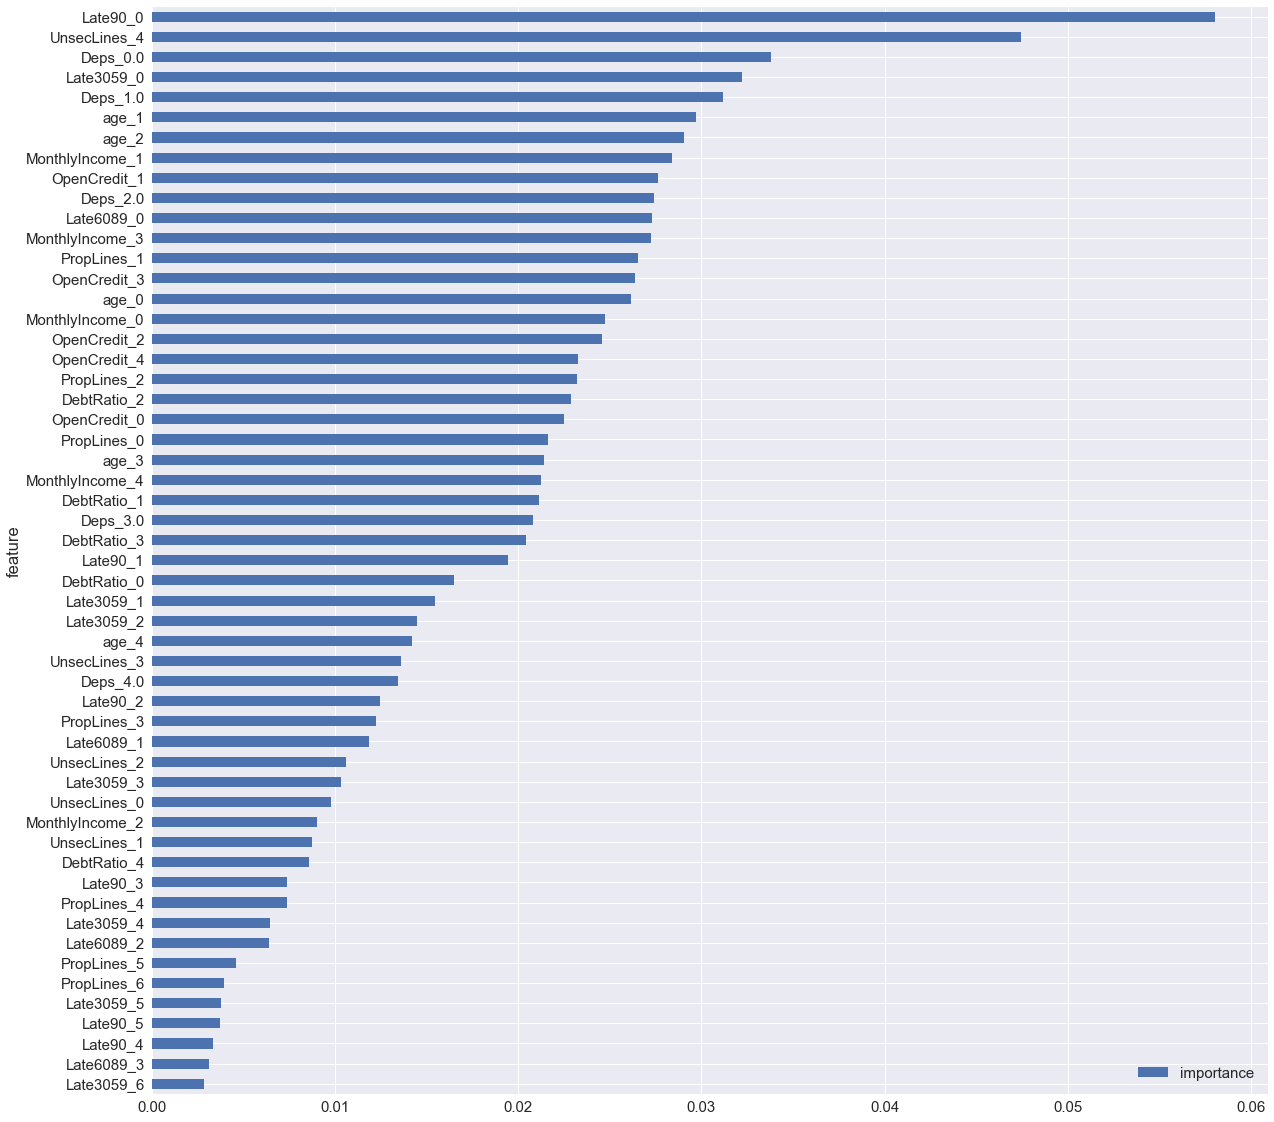 Late90_0
UnsecLines_4
Deps_0.0
Late3059_0
Deps_1.0
age_1
age_2
MonthlyIncome_1
OpenCredit_1
Deps_2.0
Late6089_0
MonthlyIncome_3
PropLines_1
OpenCredit_3
age_0
MonthlyIncome_0
OpenCredit_2
OpenCredit_4
PropLines_2
DebtRatio_2
OpenCredit_0
PropLines_0
age_3
MonthlyIncome_4
DebtRatio_1
Deps_3.0
DebtRatio_3
Late90_1
DebtRatio_0
Late3059_1
Late3059_2
age_4
UnsecLines_3
Deps_4.0
Late90_2
PropLines_3
Late6089_1
UnsecLines_2
Late3059_3
UnsecLines_0
MonthlyIncome_2
UnsecLines_1
DebtRatio_4
Late90_3
PropLines_4
Late3059_4
Late6089_2
PropLines_5
PropLines_6
Late3059_5
Late90_5
Late90_4
Late6089_3
Late3059_6
feature
importance
0.00 0.01 0.02 0.03 0.04 0.05 0.06